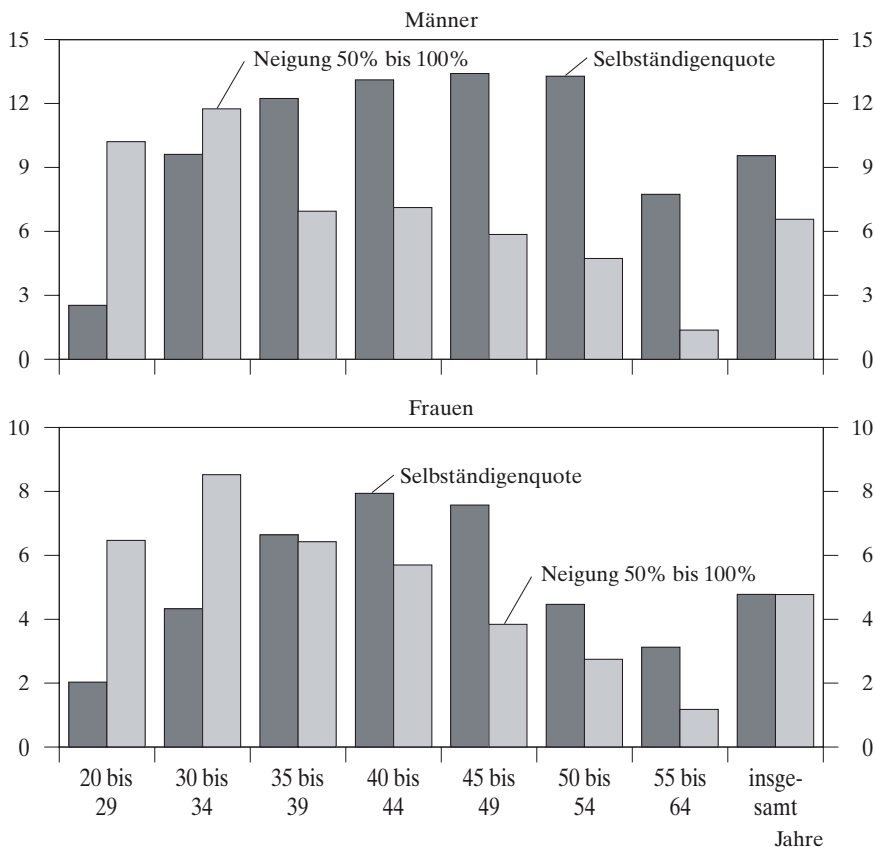 Männer
15 15
Neigung 50% bis 100% Selbständigenquote
12 12
9 9
6 6
3 3
0 0
Frauen
10 10
8 8
Selbständigenquote
6 6
Neigung 50% bis 100%
4 4
2 2
0 0
20 bis 30 bis 35 bis 40 bis 45 bis 50 bis 55 bis insge-
29 34 39 44 49 54 64 samt
Jahre